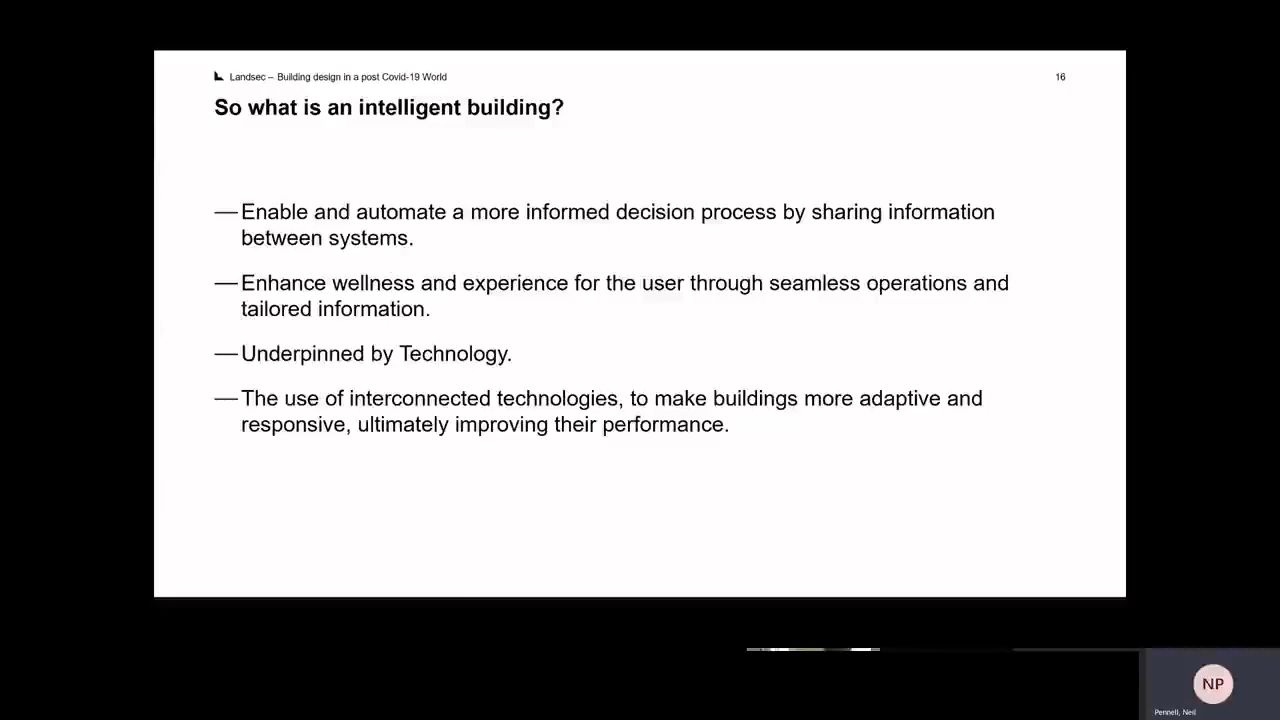 Landsec – Building design in a post Covid-19 World
16
So what is an intelligent building?
—Enable and automate a more informed decision process by sharing information
between systems.
—Enhance wellness and experience for the user through seamless operations and
tailored information.
—Underpinned by Technology.
—The use of interconnected technologies, to make buildings more adaptive and
responsive, ultimately improving their performance.
NP
Pennell, Neil